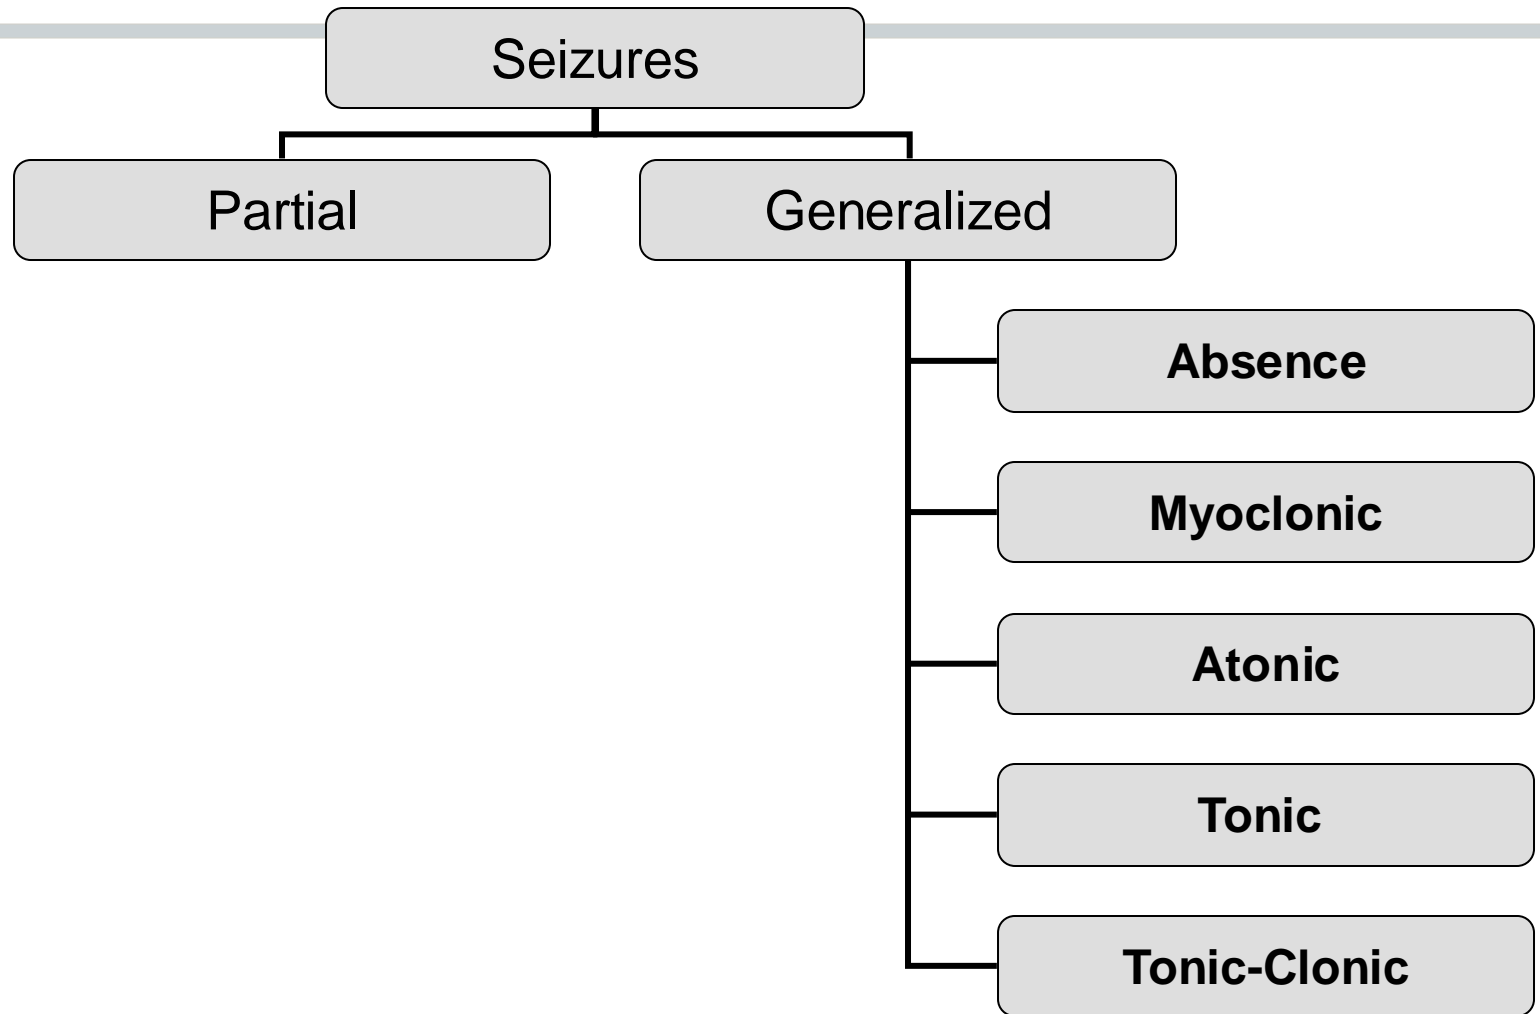 Seizures
Partial
Generalized
Absence
Myoclonic
Atonic
Tonic
Tonic-Clonic